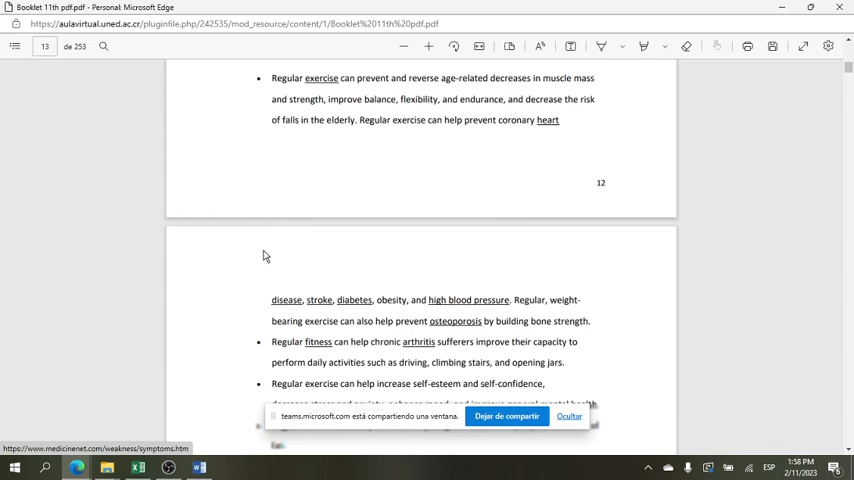 Booklet 11th pdf.pdf - Personal: Microsoft Edge
https://aulavirtual.uned.ac.cr/pluginfile.php/242535/mod_resource/content/1/Booklet%2011th%20pdf.pdf
13 de 253
• Regular exercise can prevent and reverse age-related decreases in muscle mass
and strength, improve balance, flexibility, and endurance, and decrease the risk
of falls in the elderly. Regular exercise can help prevent coronary heart
12
disease, stroke, diabetes, obesity, and high blood pressure. Regular, weight-
bearing exercise can also help prevent osteoporosis by building bone strength.
• Regular fitness can help chronic arthritis sufferers improve their capacity to
perform daily activities such as driving, climbing stairs, and opening jars.
• Regular exercise can help increase self-esteem and self-confidence,
teams.microsoft.com está compartiendo una ventana. Dejar de compartir Ocultar
https://www.medicinenet.com/weakness/symptoms.htm
ESP 1:58 PM
2/11/2023